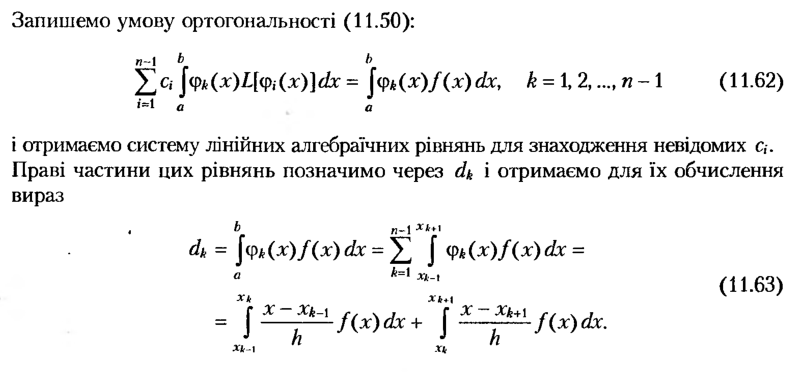 Запишемо умову ортогональності (11.50):
$$\sum_{i=1}^{n-1} c_i \int_a^b \varphi_k(x) L[\varphi_i(x)] dx = \int_a^b \varphi_k(x) f(x)\, dx, \quad k = 1, 2, ..., n-1 \quad (11.62)$$
і отримаємо систему лінійних алгебраїчних рівнянь для знаходження невідомих $c_i$.
Праві частини цих рівнянь позначимо через $d_k$ і отримаємо для їх обчислення
вираз
$$d_k = \int_a^b \varphi_k(x) f(x)\, dx = \sum_{k=1}^{n-1} \int_{x_{k-1}}^{x_{k+1}} \varphi_k(x) f(x)\, dx =$$
$$= \int_{x_{k-1}}^{x_k} \frac{x - x_{k-1}}{h} f(x)\, dx + \int_{x_k}^{x_{k+1}} \frac{x - x_{k+1}}{h} f(x)\, dx. \quad (11.63)$$